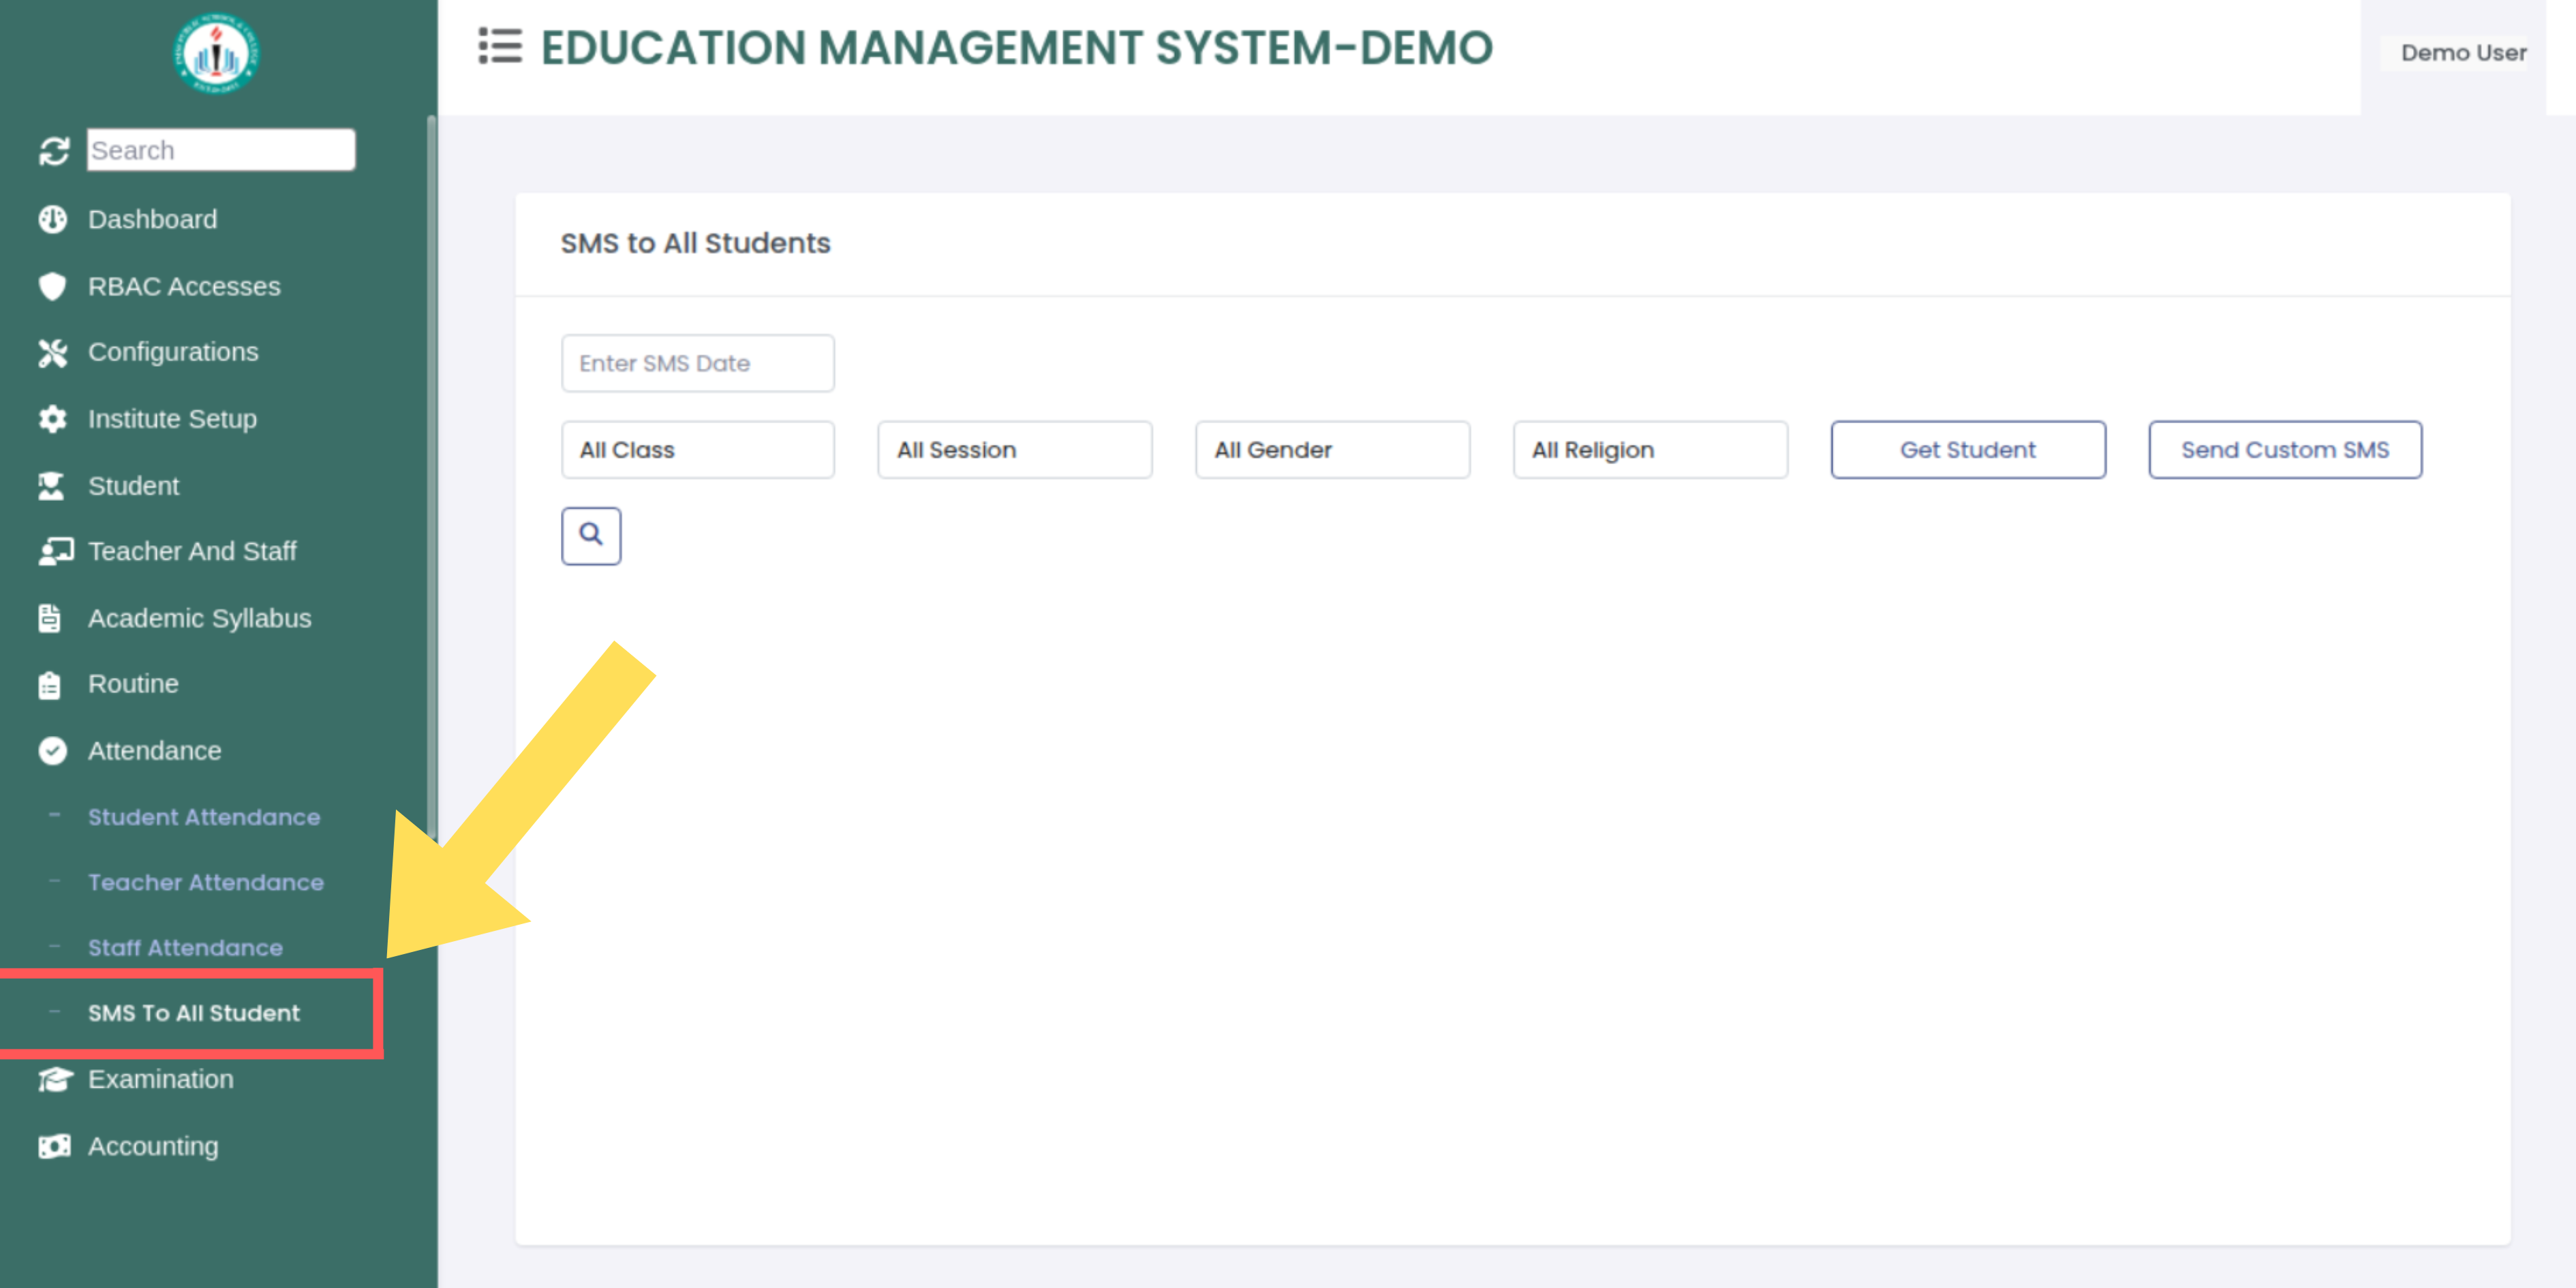 EDUCATION MANAGEMENT SYSTEM-DEMO
Demo User
Search
Dashboard
RBAC Accesses
Configurations
Institute Setup
Student
Teacher And Staff
Academic Syllabus
Routine
Attendance
Student Attendance
Teacher Attendance
Staff Attendance
SMS To All Student
Examination
Accounting
SMS to All Students
Enter SMS Date
All Class
All Session
All Gender
All Religion
Get Student
Send Custom SMS